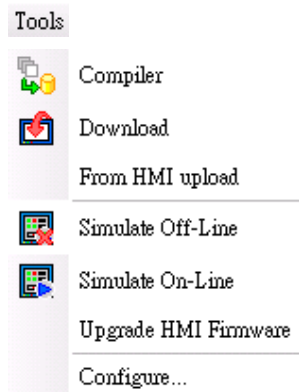 Tools
Compiler
Download
From HMI upload
Simulate Off-Line
Simulate On-Line
Upgrade HMI Firmware
Configure...